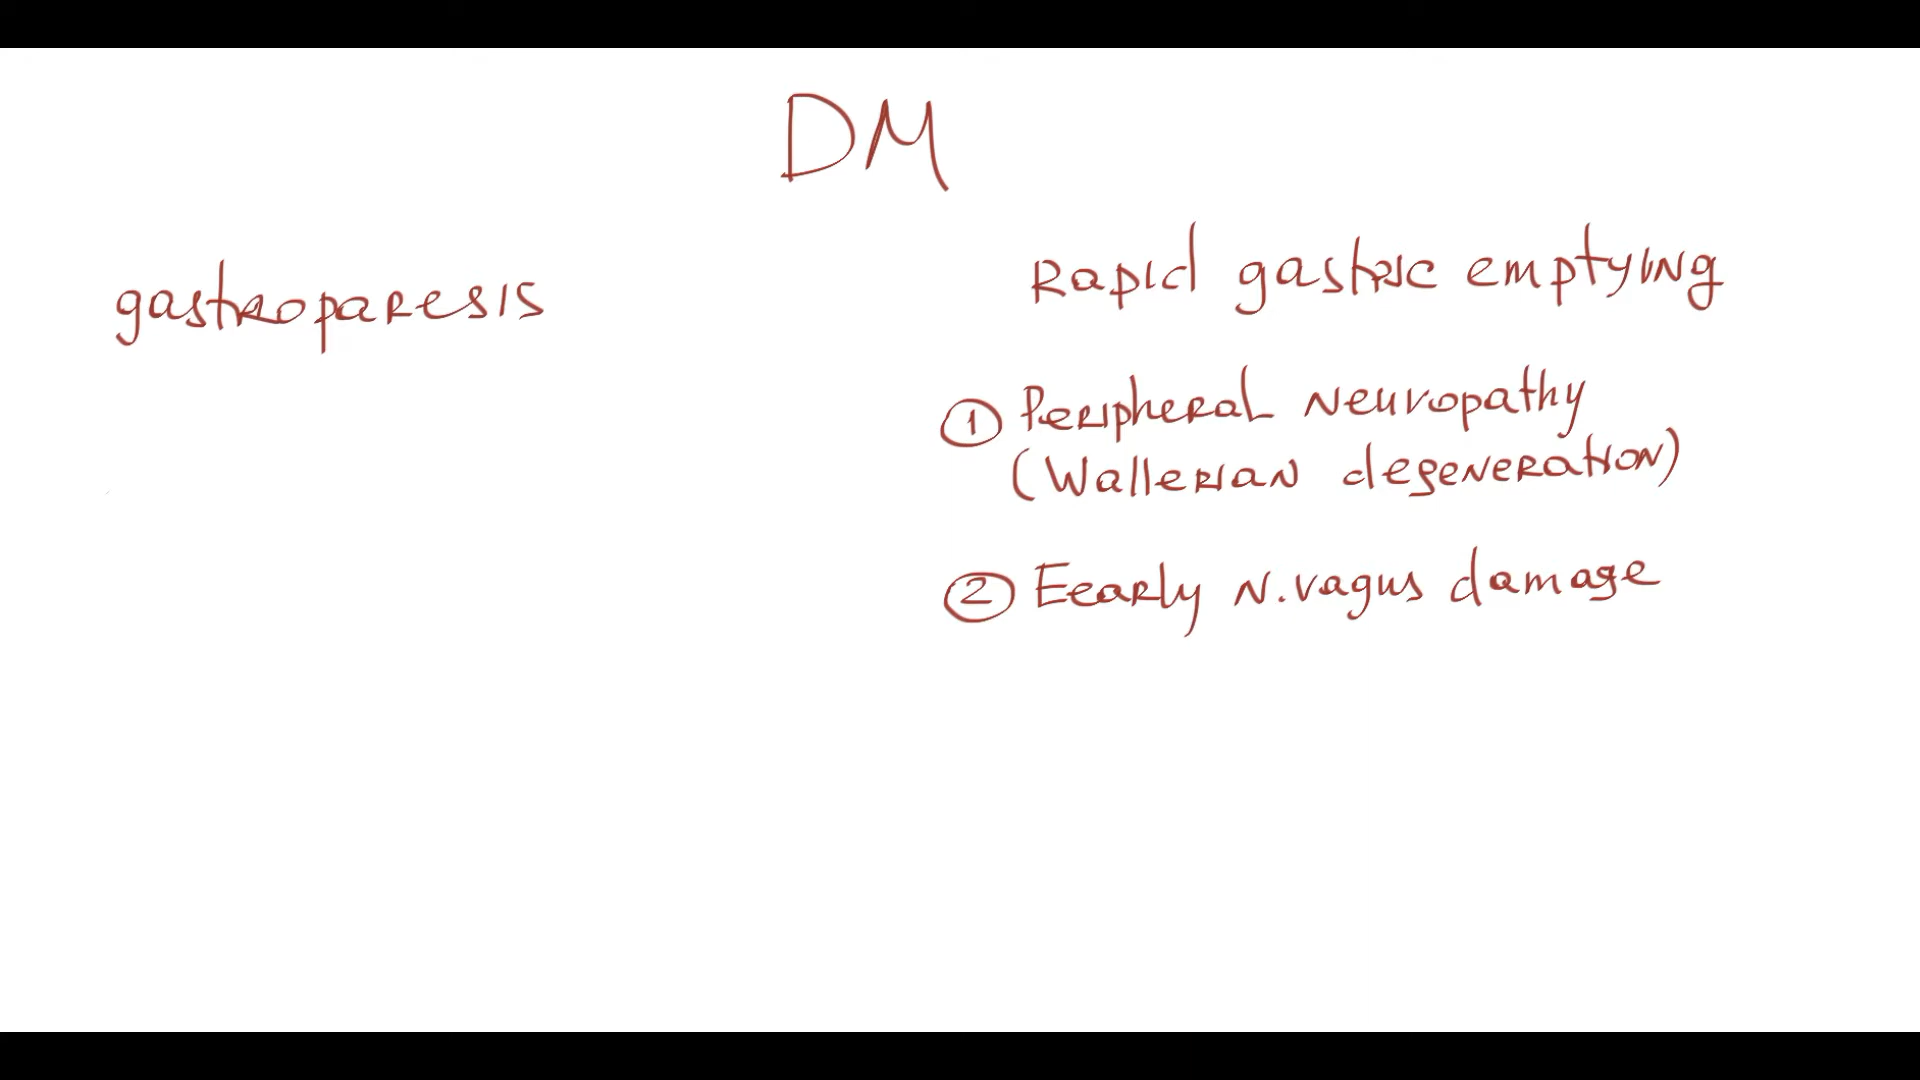 DM
gastroparesis
Rapid gastric emptying
① Peripheral neuropathy
(Wallerian degeneration)
② Eearly N. vagus damage